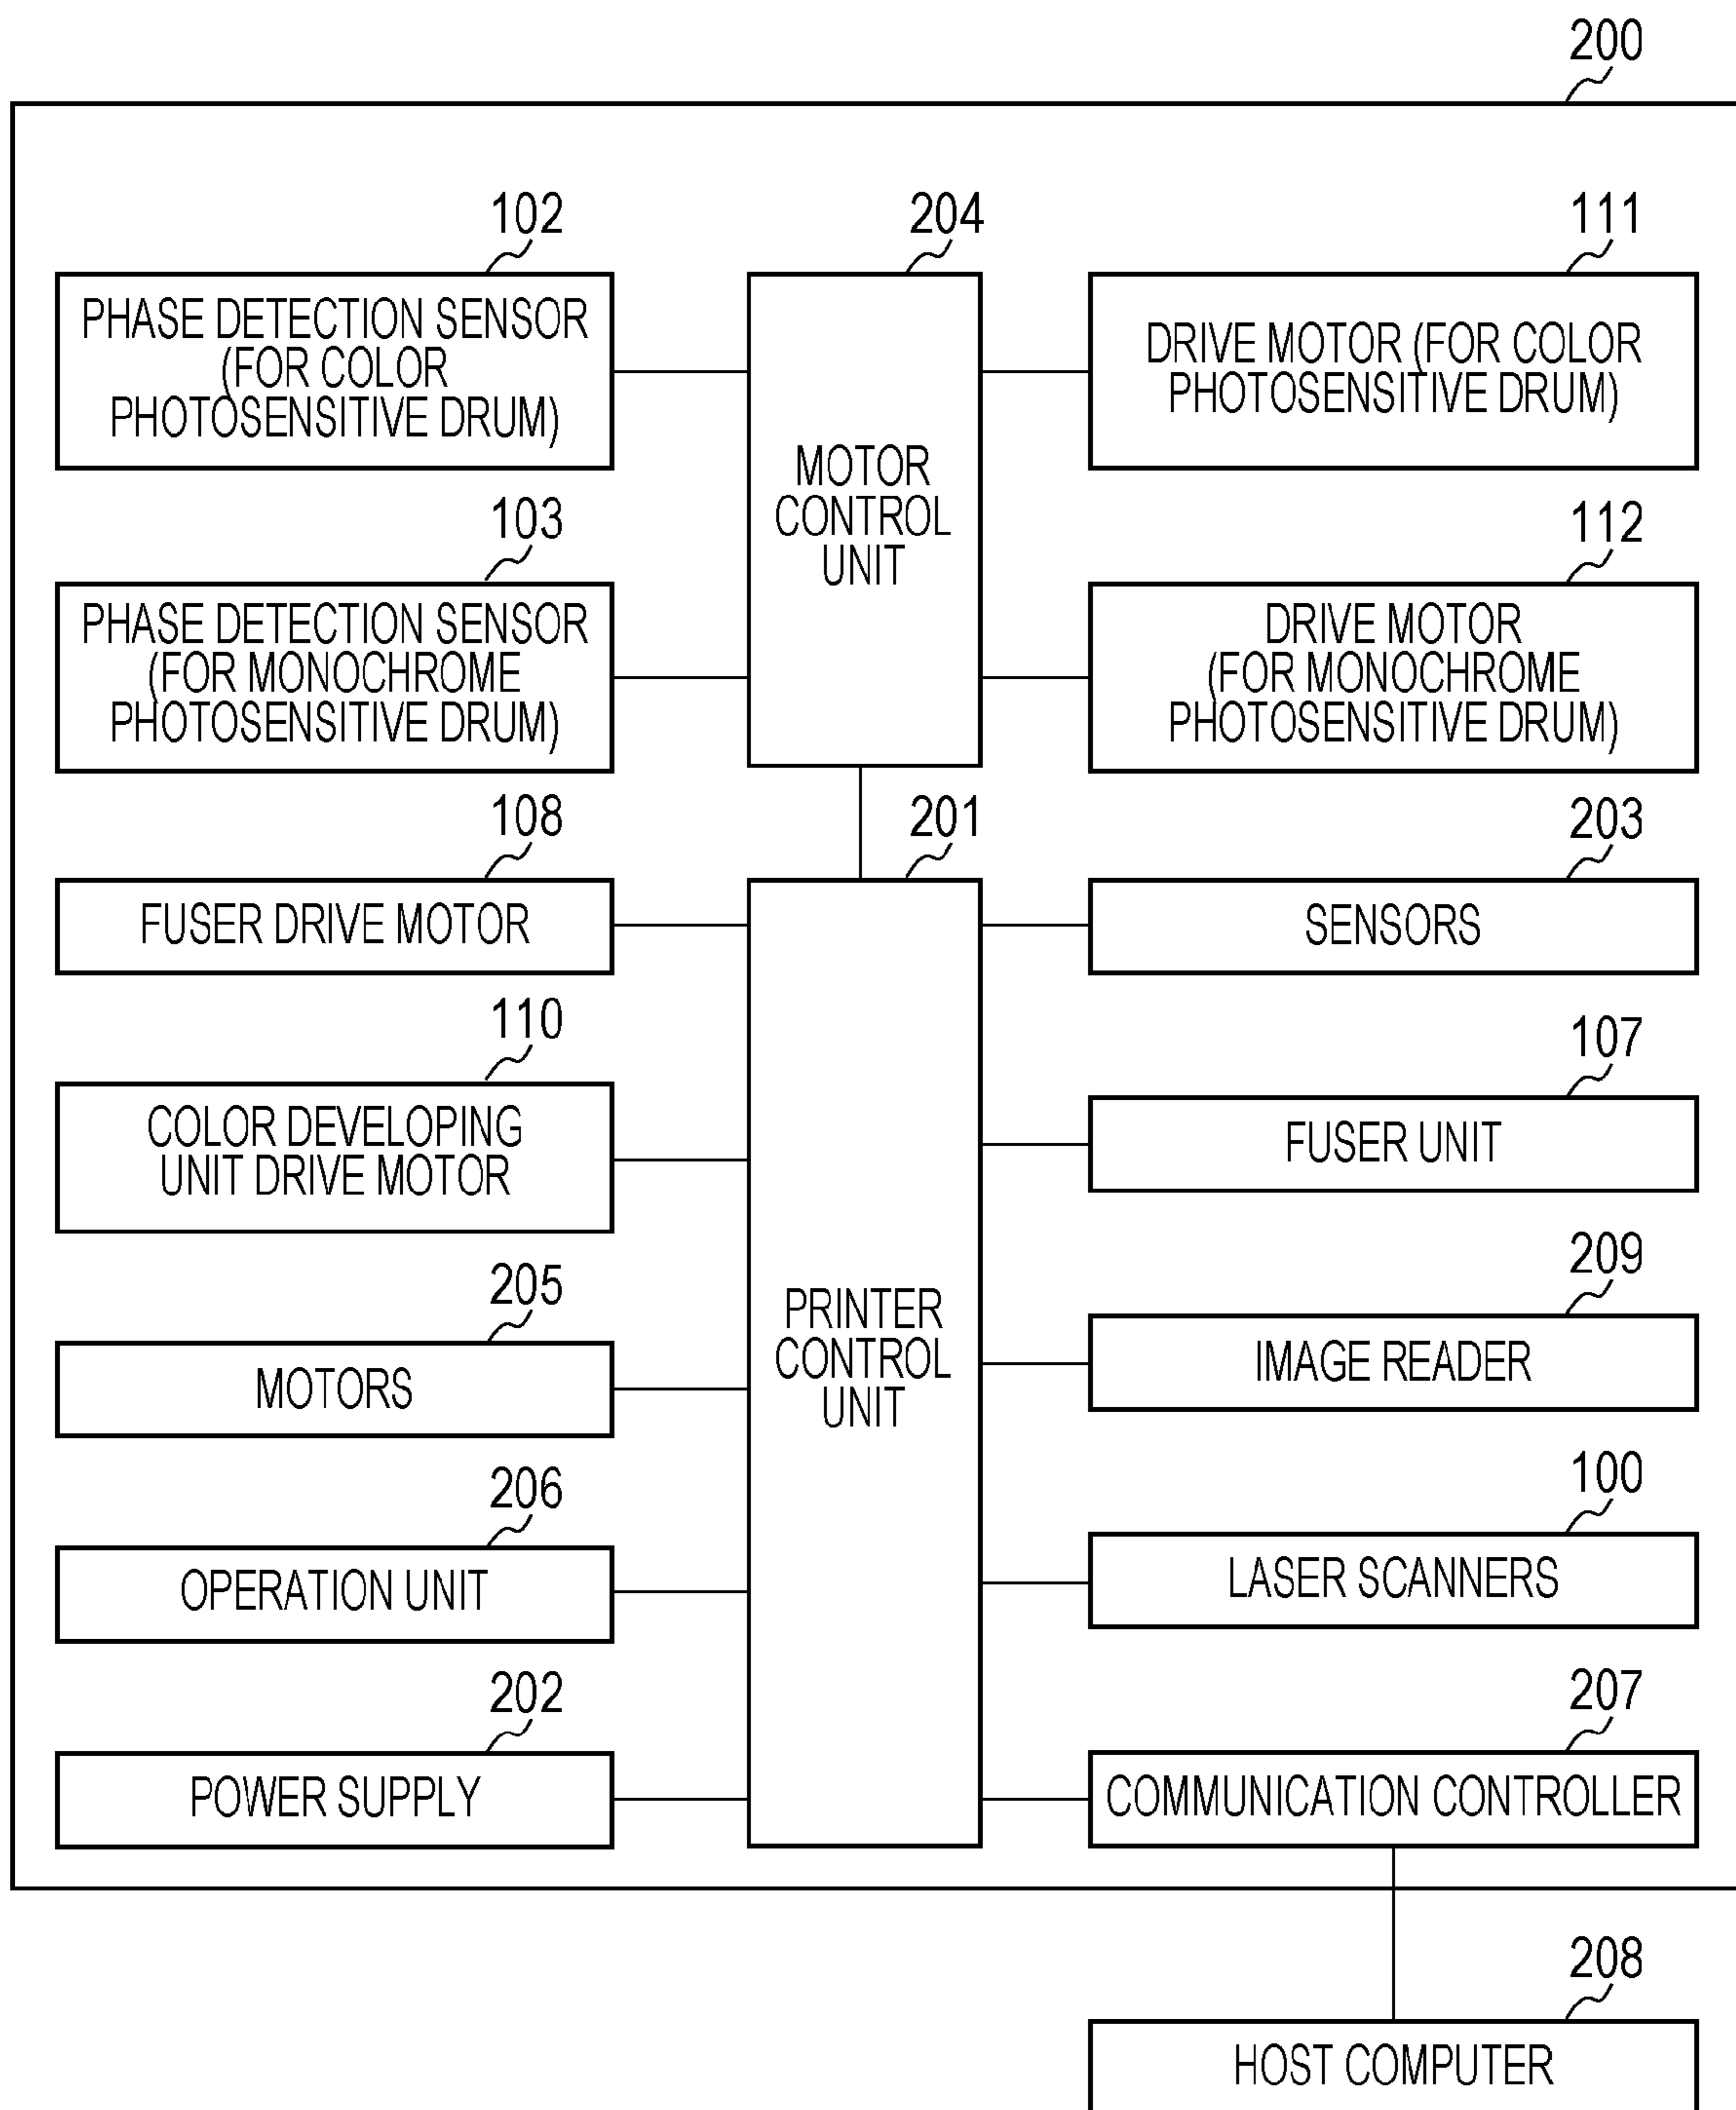 200
102
PHASE DETECTION SENSOR
(FOR COLOR
PHOTOSENSITIVE DRUM)
204
MOTOR
CONTROL
UNIT
111
DRIVE MOTOR (FOR COLOR
PHOTOSENSITIVE DRUM)
103
PHASE DETECTION SENSOR
(FOR MONOCHROME
PHOTOSENSITIVE DRUM)
112
DRIVE MOTOR
(FOR MONOCHROME
PHOTOSENSITIVE DRUM)
108
FUSER DRIVE MOTOR
201
PRINTER
CONTROL
UNIT
203
SENSORS
110
COLOR DEVELOPING
UNIT DRIVE MOTOR
107
FUSER UNIT
205
MOTORS
209
IMAGE READER
206
OPERATION UNIT
100
LASER SCANNERS
202
POWER SUPPLY
207
COMMUNICATION CONTROLLER
208
HOST COMPUTER